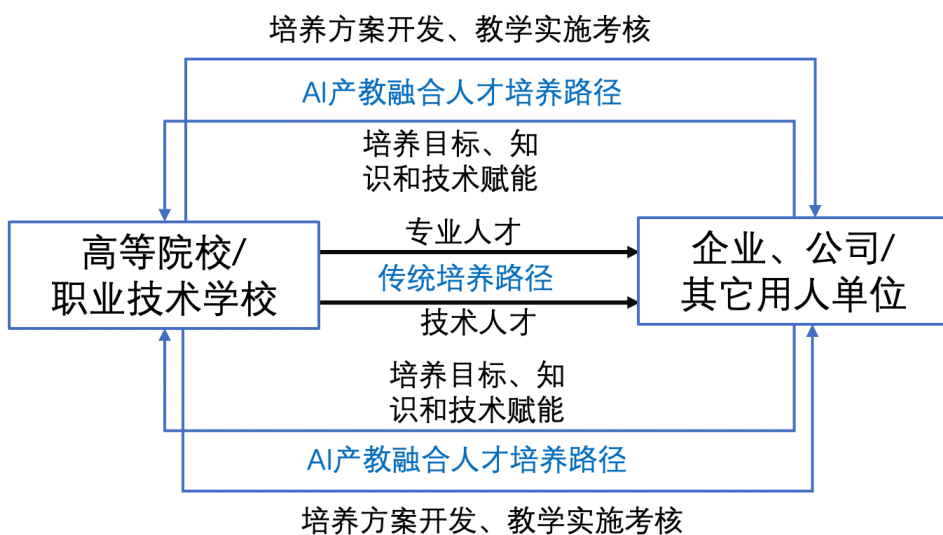 培养方案开发、教学实施考核
AI产教融合人才培养路径
培养目标、知
识和技术赋能
高等院校/
职业技术学校
专业人才
传统培养路径
技术人才
企业、公司/
其它用人单位
培养目标、知
识和技术赋能
AI产教融合人才培养路径
培养方案开发、教学实施考核